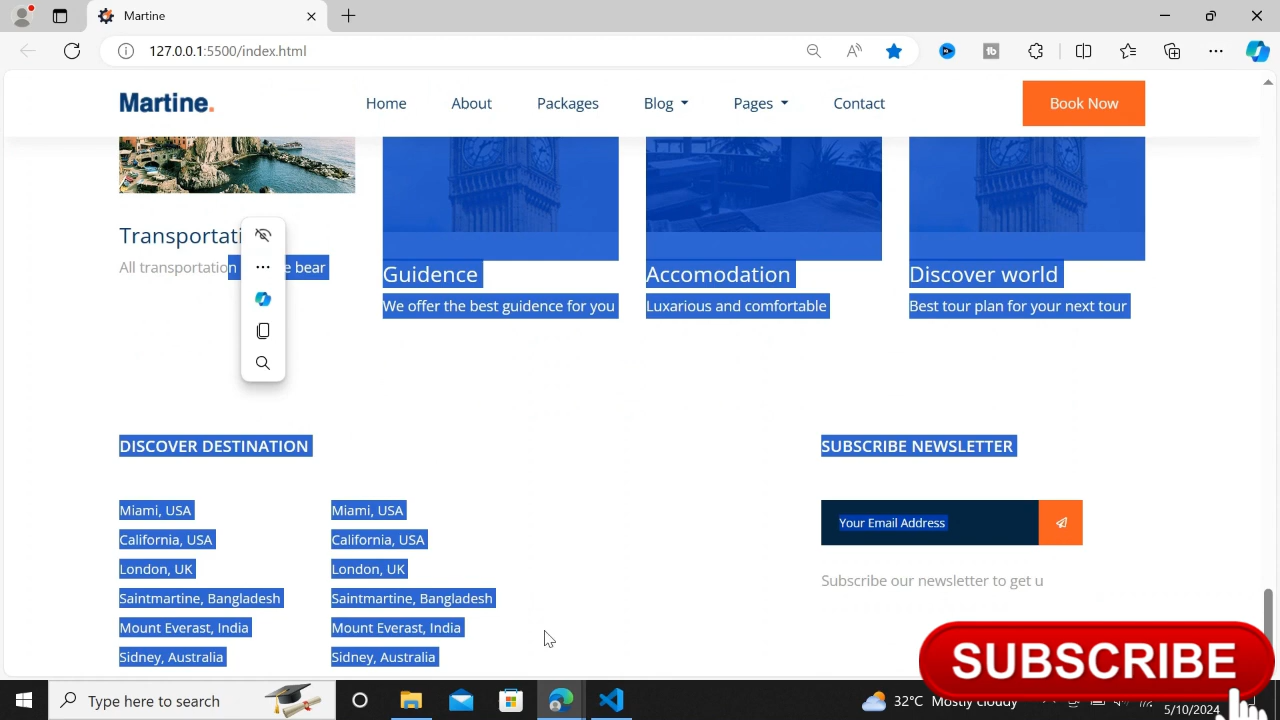 Martine
127.0.0.1:5500/index.html
Martine.
Home
About
Packages
Blog
Pages
Contact
Book Now
Transportati
All transportation e bear
Guidence
We offer the best guidence for you
Accomodation
Luxarious and comfortable
Discover world
Best tour plan for your next tour
DISCOVER DESTINATION
Miami, USA
California, USA
London, UK
Saintmartine, Bangladesh
Mount Everast, India
Sidney, Australia
Miami, USA
California, USA
London, UK
Saintmartine, Bangladesh
Mount Everast, India
Sidney, Australia
SUBSCRIBE NEWSLETTER
Your Email Address
Subscribe our newsletter to get u
SUBSCRIBE
Type here to search
32°C Mostly cloudy
5/10/2024